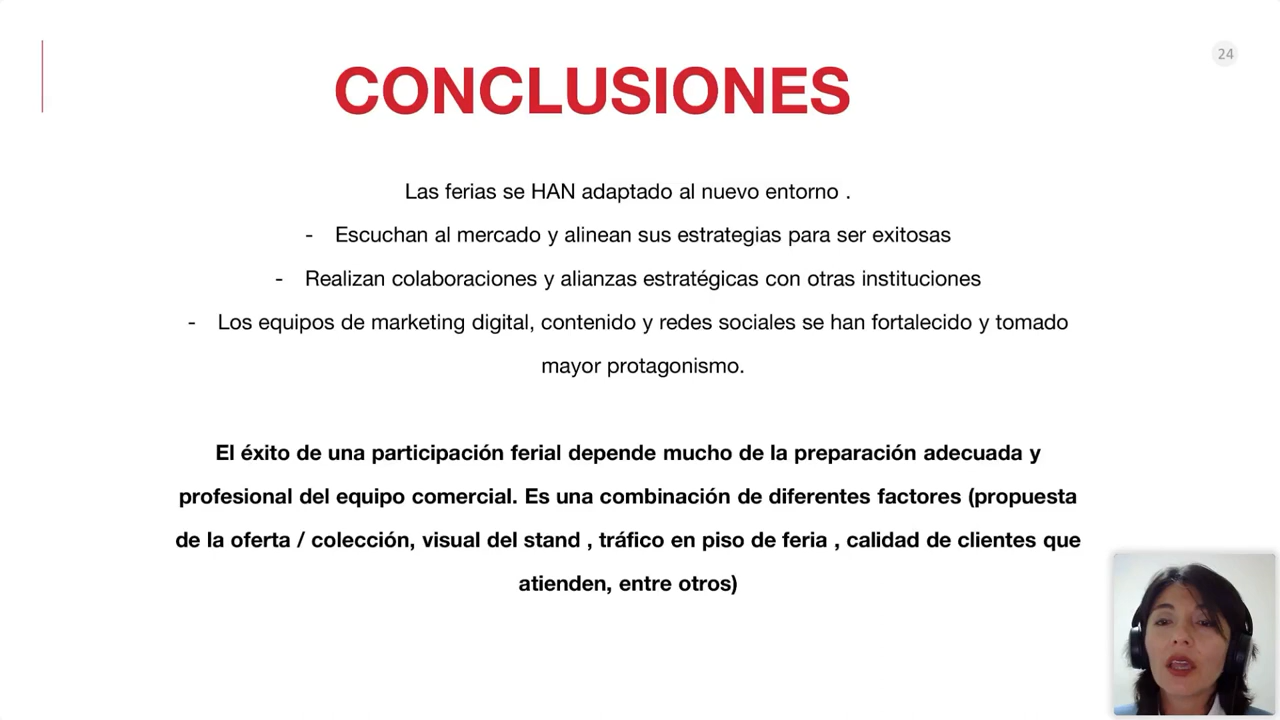 24
CONCLUSIONES
Las ferias se HAN adaptado al nuevo entorno .
- Escuchan al mercado y alinean sus estrategias para ser exitosas
- Realizan colaboraciones y alianzas estratégicas con otras instituciones
- Los equipos de marketing digital, contenido y redes sociales se han fortalecido y tomado
mayor protagonismo.
El éxito de una participación ferial depende mucho de la preparación adecuada y
profesional del equipo comercial. Es una combinación de diferentes factores (propuesta
de la oferta / colección, visual del stand , tráfico en piso de feria , calidad de clientes que
atienden, entre otros)